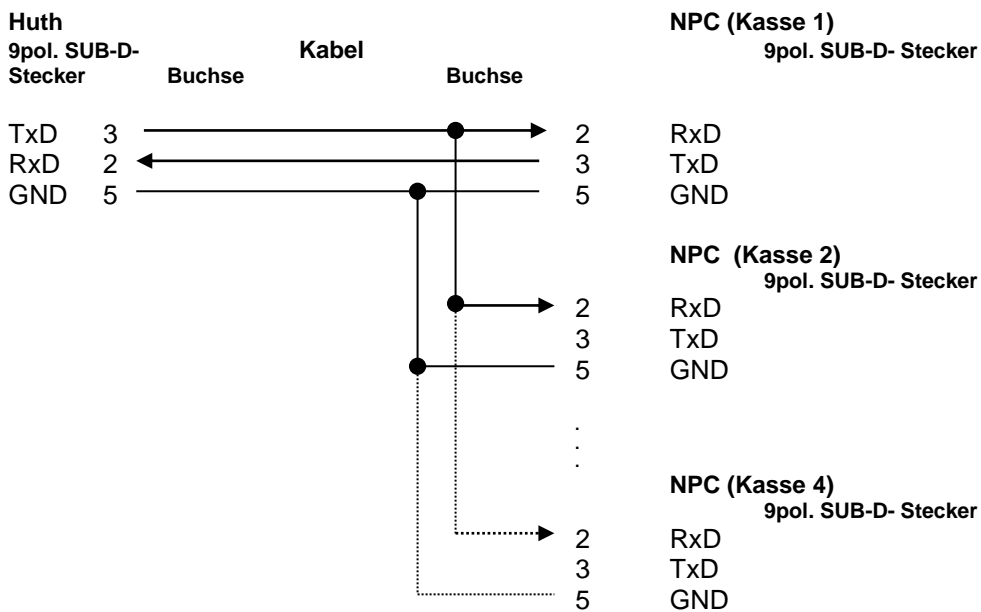 Huth NPC (Kasse 1)
9pol. SUB-D- Kabel 9pol. SUB-D- Stecker
Stecker Buchse Buchse
TxD 3 2 RxD
RxD 2 3 TxD
GND 5 5 GND
NPC (Kasse 2)
9pol. SUB-D- Stecker
2 RxD
3 TxD
5 GND
.
.
.
NPC (Kasse 4)
9pol. SUB-D- Stecker
2 RxD
3 TxD
5 GND